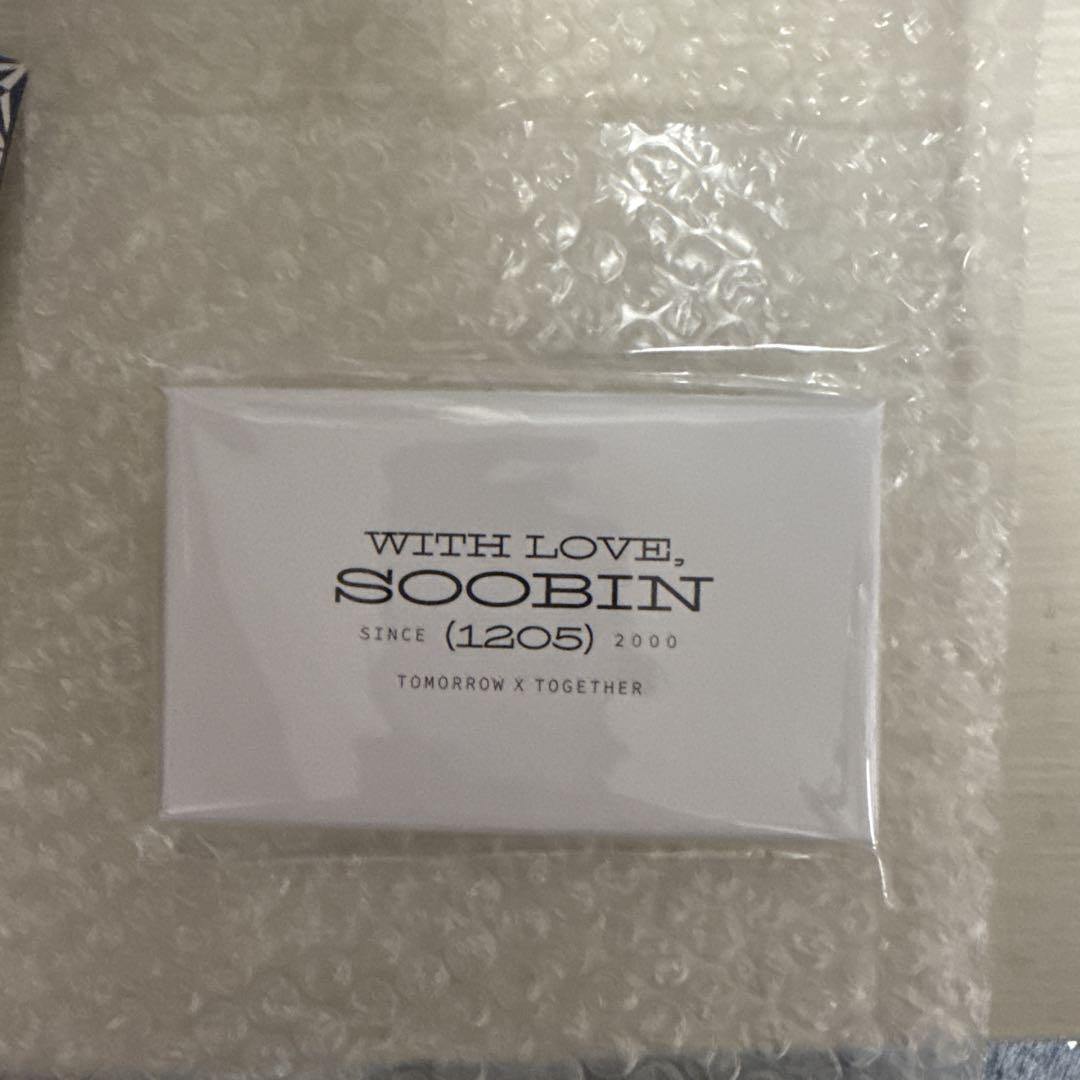 WITH LOVE,
SOOBIN
SINCE (1205) 2000
TOMORROW X TOGETHER